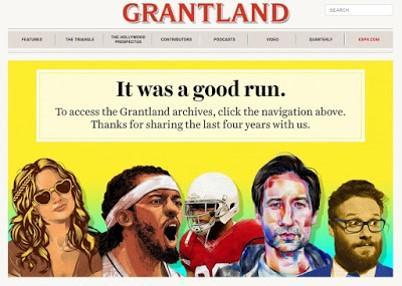 GRANTLAND
SEARCH
FEATURES
THE TRIANGLE
THE HOLLYWOOD
PROSPECTUS
CONTRIBUTORS
PODCASTS
VIDEO
QUARTERLY
ESPN.COM
It was a good run.
To access the Grantland archives, click the navigation above.
Thanks for sharing the last four years with us.